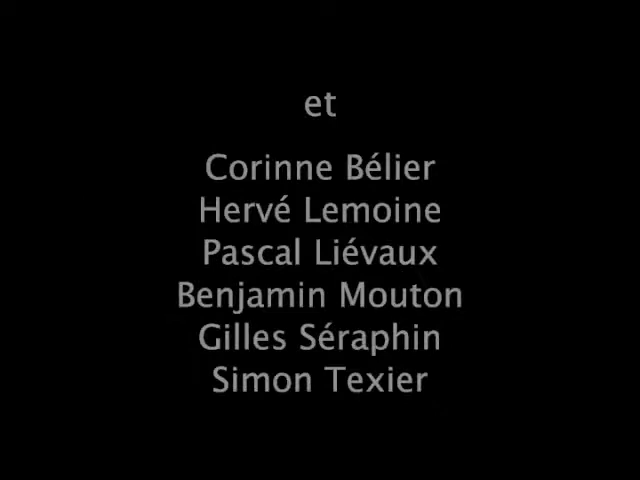 et
Corinne Bélier
Hervé Lemoine
Pascal Liévaux
Benjamin Mouton
Gilles Séraphin
Simon Texier